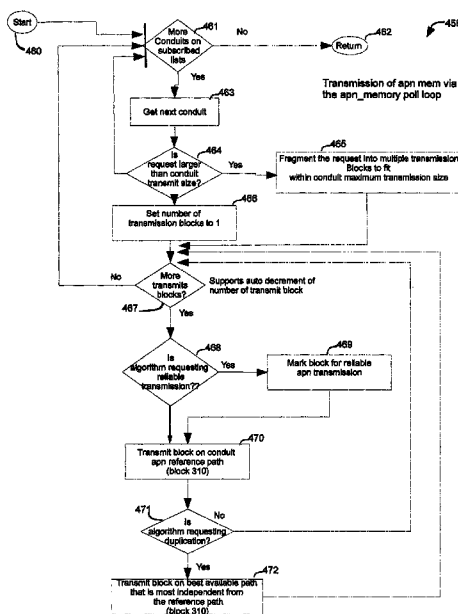 Start
460
More
Conduits on
subscribed
lists
461
No
Return
462
Yes
Transmission of apn mem via
the apn_memory poll loop
463
Get next conduit
464
Is
request larger
than conduit
transmit size?
Yes
465
Fragment the request into multiple transmission
Blocks to fit
within conduit maximum transmission size
466
Set number of
transmission blocks to 1
No
More
transmits
blocks?
467
Supports auto decrement of
number of transmit block
Yes
468
Is
algorithm requesting
reliable
transmission??
Yes
469
Mark block for reliable
apn transmission
470
Transmit block on conduit
apn reference path
(block 310)
471
Is
algorithm requesting
duplication?
No
Yes
472
Transmit block on best available path
that is most independent from
the reference path
(block 310)